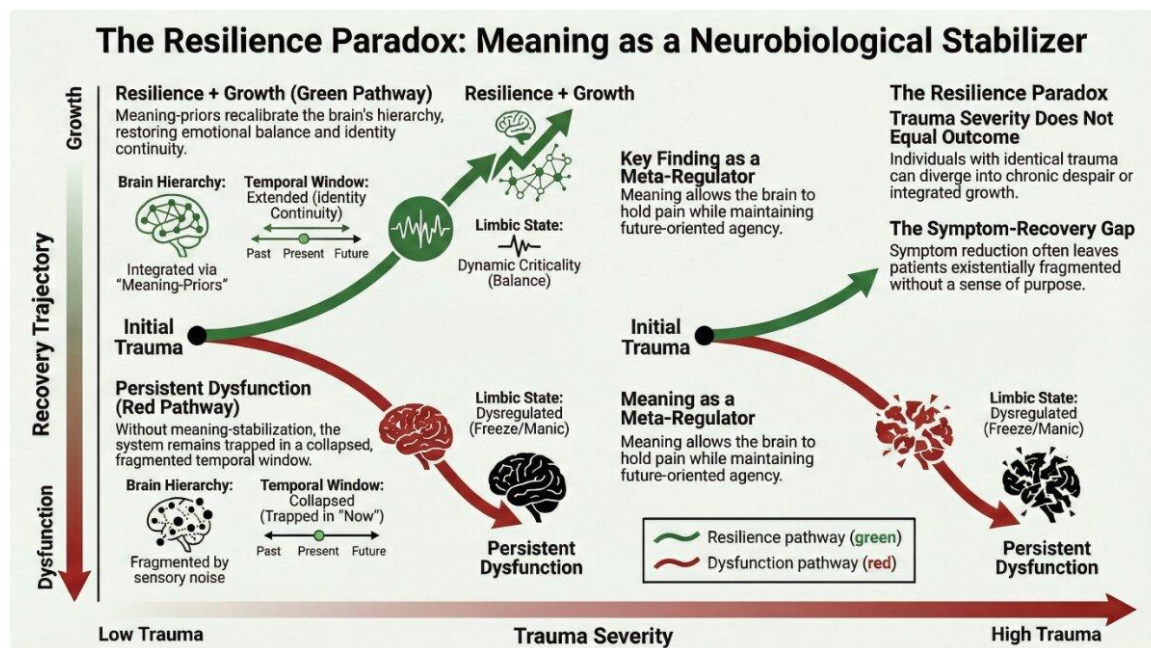 The Resilience Paradox: Meaning as a Neurobiological Stabilizer
Growth
Recovery Trajectory
Dysfunction
Resilience + Growth (Green Pathway)
Meaning-priors recalibrate the brain's hierarchy,
restoring emotional balance and identity
continuity.
Brain Hierarchy:
Integrated via
“Meaning-Priors”
Temporal Window:
Extended (identity
Continuity)
Past Present Future
Resilience + Growth
Limbic State:
Dynamic Criticality
(Balance)
Initial
Trauma
Persistent Dysfunction
(Red Pathway)
Without meaning-stabilization, the
system remains trapped in a collapsed,
fragmented temporal window.
Brain Hierarchy:
Fragmented by
sensory noise
Temporal Window:
Collapsed
(Trapped in “Now”)
Past Present Future
Limbic State:
Dysregulated
(Freeze/Manic)
Persistent
Dysfunction
Key Finding as a
Meta-Regulator
Meaning allows the brain to
hold pain while maintaining
future-oriented agency.
The Resilience Paradox
Trauma Severity Does Not
Equal Outcome
Individuals with identical trauma
can diverge into chronic despair or
integrated growth.
The Symptom-Recovery Gap
Symptom reduction often leaves
patients existentially fragmented
without a sense of purpose.
Initial
Trauma
Meaning as a
Meta-Regulator
Meaning allows the brain to
hold pain while maintaining
future-oriented agency.
Limbic State:
Dysregulated
(Freeze/Manic)
Persistent
Dysfunction
Resilience pathway (green)
Dysfunction pathway (red)
Low Trauma
Trauma Severity
High Trauma